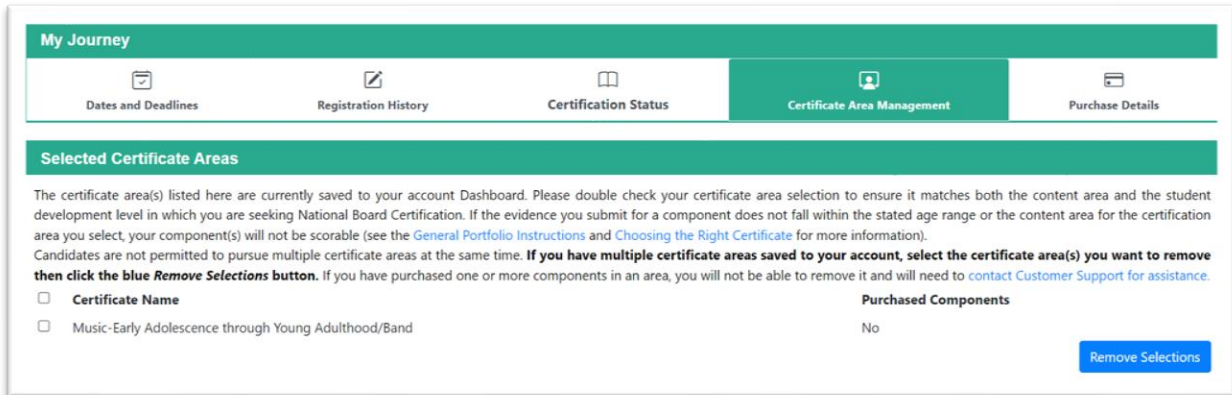 My Journey
Dates and Deadlines
Registration History
Certification Status
Certificate Area Management
Purchase Details
Selected Certificate Areas
The certificate area(s) listed here are currently saved to your account Dashboard. Please double check your certificate area selection to ensure it matches both the content area and the student
development level in which you are seeking National Board Certification. If the evidence you submit for a component does not fall within the stated age range or the content area for the certification
area you select, your component(s) will not be scorable (see the General Portfolio Instructions and Choosing the Right Certificate for more information).
Candidates are not permitted to pursue multiple certificate areas at the same time. If you have multiple certificate areas saved to your account, select the certificate area(s) you want to remove
then click the blue Remove Selections button. If you have purchased one or more components in an area, you will not be able to remove it and will need to contact Customer Support for assistance.
Certificate Name Purchased Components
Music-Early Adolescence through Young Adulthood/Band No
Remove Selections